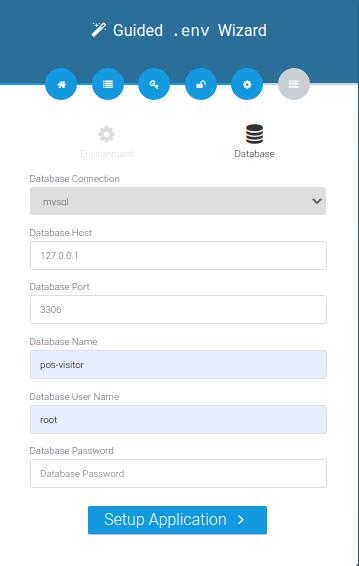 Guided .env Wizard
Environment
Database
Database Connection
mysql
Database Host
127.0.0.1
Database Port
3306
Database Name
pos-visitor
Database User Name
root
Database Password
Database Password
Setup Application